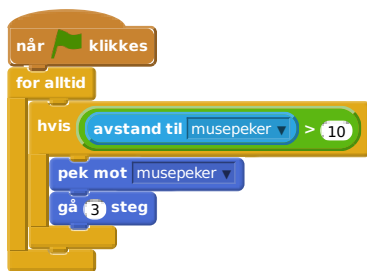 når klikkes
for alltid
hvis avstand til musepeker > 10
pek mot musepeker
gå 3 steg